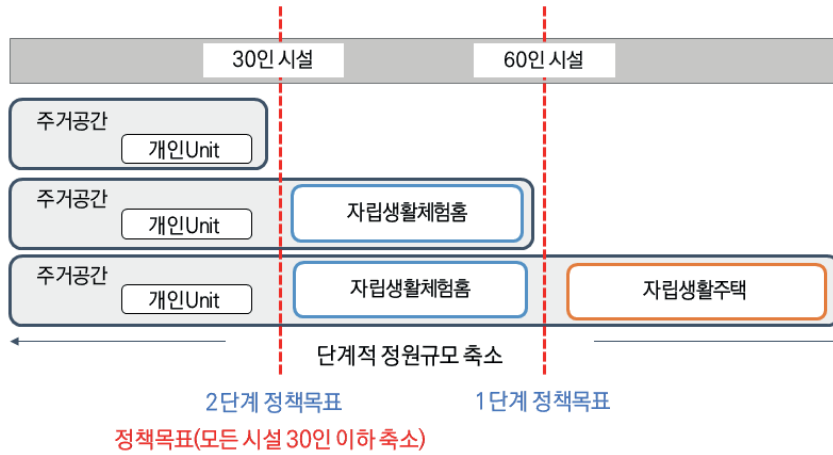 30인 시설
60인 시설
주거공간
개인Unit
주거공간
개인Unit
자립생활체험홈
주거공간
개인Unit
자립생활체험홈
자립생활주택
단계적 정원규모 축소
2단계 정책목표
1단계 정책목표
정책목표(모든 시설 30인 이하 축소)